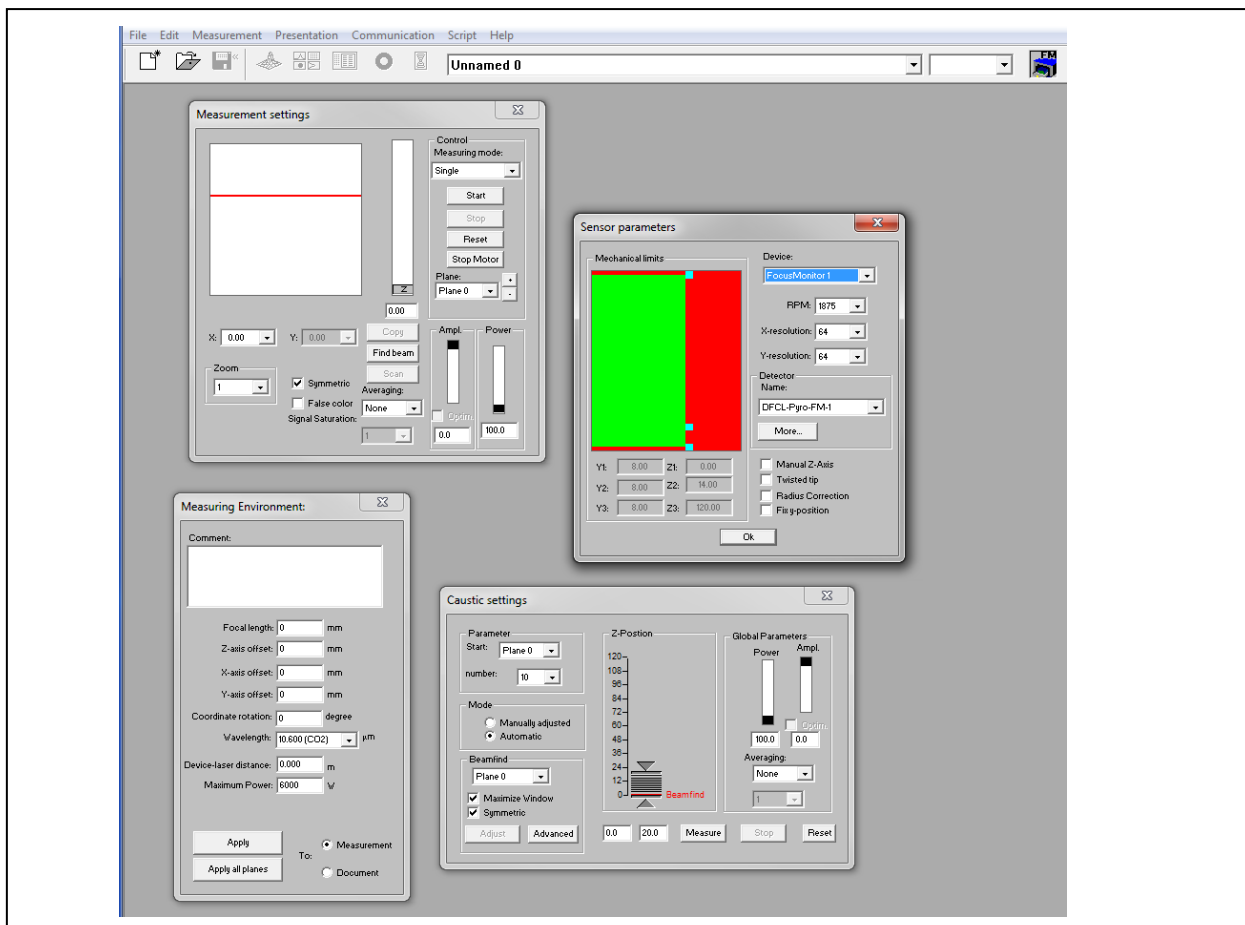 File Edit Measurement Presentation Communication Script Help
Unnamed 0
FM
Measurement settings
Control
Measuring mode:
Single
Start
Stop
Reset
Stop Motor
Plane:
Plane 0
+
-
Z
0.00
X: 0.00 Y: 0.00
Copy
Find beam
Scan
Zoom
1
Symmetric
False color
Signal Saturation:
Averaging:
None
1
Ampl.
Optim.
0.0
Power
100.0
Sensor parameters
Mechanical limits
Y1: 8.00 Z1: 0.00
Y2: 8.00 Z2: 14.00
Y3: 8.00 Z3: 120.00
Device:
FocusMonitor1
RPM: 1875
X-resolution: 64
Y-resolution: 64
Detector
Name:
DFCL-Pyro-FM-1
More...
Manual Z-Axis
Twisted tip
Radius Correction
Fix y-position
Ok
Measuring Environment:
Comment:
Focal length: 0 mm
Z-axis offset: 0 mm
X-axis offset: 0 mm
Y-axis offset: 0 mm
Coordinate rotation: 0 degree
Wavelength: 10.600 (CO2) µm
Device-laser distance: 0.000 m
Maximum Power: 6000 W
Apply
Apply all planes
To:
Measurement
Document
Caustic settings
Parameter
Start: Plane 0
number: 10
Mode
Manually adjusted
Automatic
Beamfind
Plane 0
Maximize Window
Symmetric
Adjust Advanced
Z-Postion
120
108
96
84
72
60
48
36
24
12
0
Beamfind
0.0 20.0 Measure Stop Reset
Global Parameters
Power Ampl.
Optim.
100.0 0.0
Averaging:
None
1